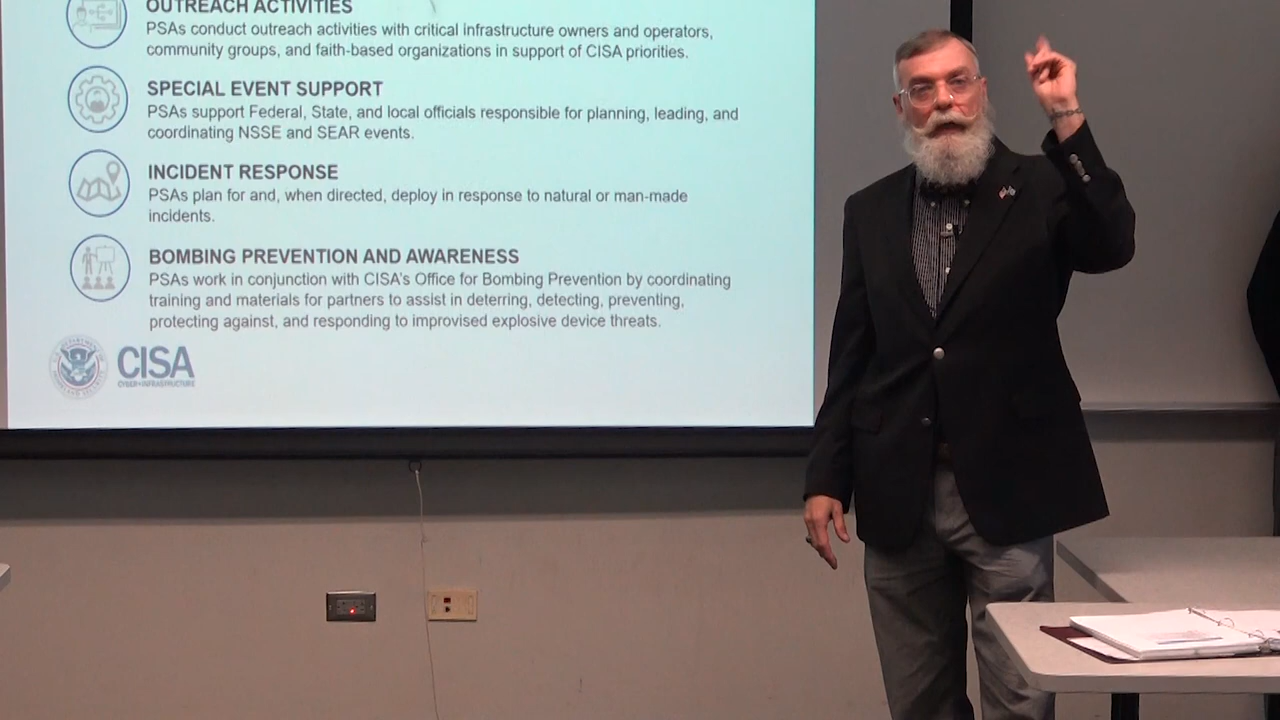 OUTREACH ACTIVITIES
PSAs conduct outreach activities with critical infrastructure owners and operators,
community groups, and faith-based organizations in support of CISA priorities.
SPECIAL EVENT SUPPORT
PSAs support Federal, State, and local officials responsible for planning, leading, and
coordinating NSSE and SEAR events.
INCIDENT RESPONSE
PSAs plan for and, when directed, deploy in response to natural or man-made
incidents.
BOMBING PREVENTION AND AWARENESS
PSAs work in conjunction with CISA's Office for Bombing Prevention by coordinating
training and materials for partners to assist in deterring, detecting, preventing,
protecting against, and responding to improvised explosive device threats.
CISA
CYBER+INFRASTRUCTURE